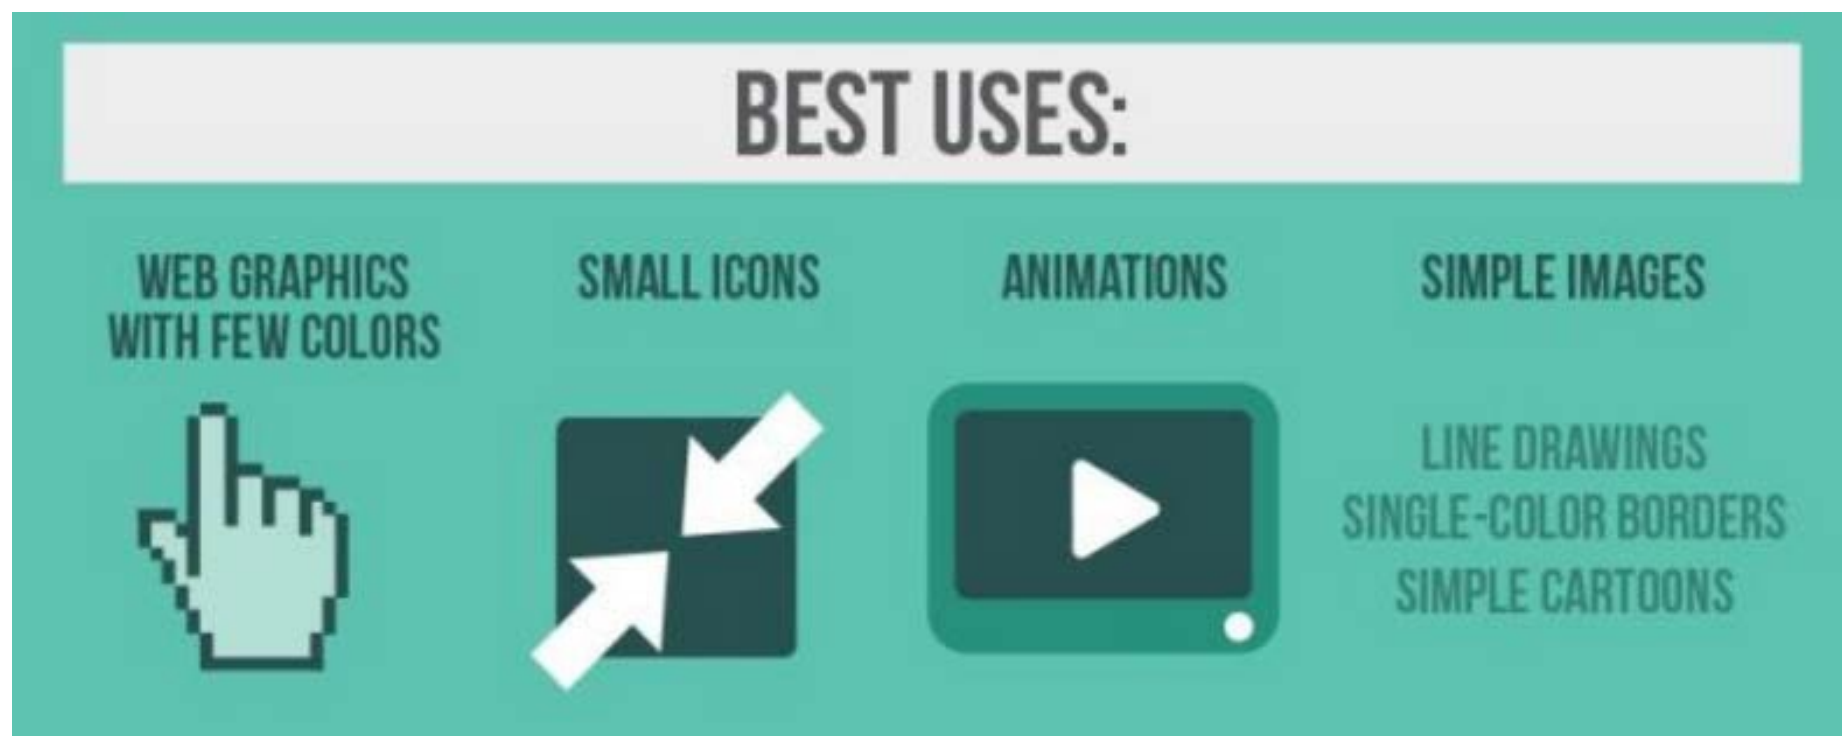 BEST USES:
WEB GRAPHICS
WITH FEW COLORS
SMALL ICONS
ANIMATIONS
SIMPLE IMAGES
LINE DRAWINGS
SINGLE-COLOR BORDERS
SIMPLE CARTOONS